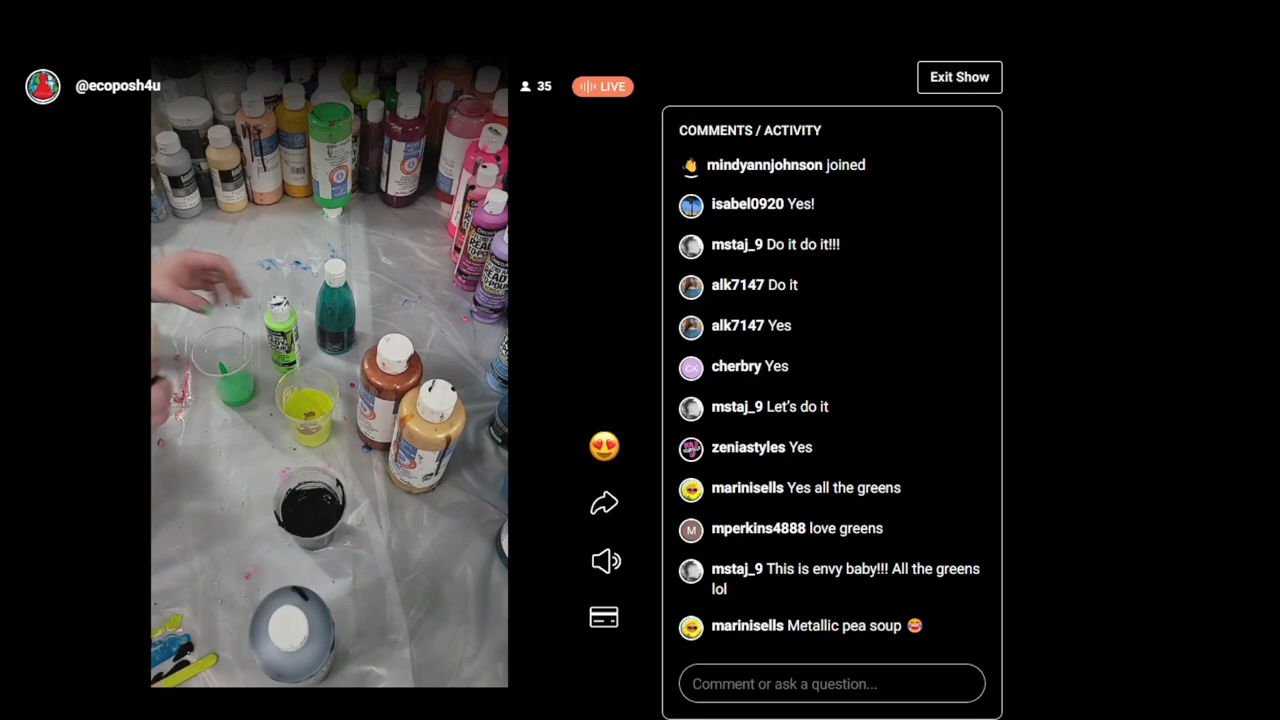 @ecoposh4u
35
LIVE
Exit Show
COMMENTS / ACTIVITY
mindyannjohnson joined
isabel0920 Yes!
mstaj_9 Do it do it!!!
alk7147 Do it
alk7147 Yes
CK
cherbry Yes
mstaj_9 Let's do it
zeniastyles Yes
marinisells Yes all the greens
M
mperkins4888 love greens
mstaj_9 This is envy baby!!! All the greens
lol
marinisells Metallic pea soup 😂
Comment or ask a question...
READY